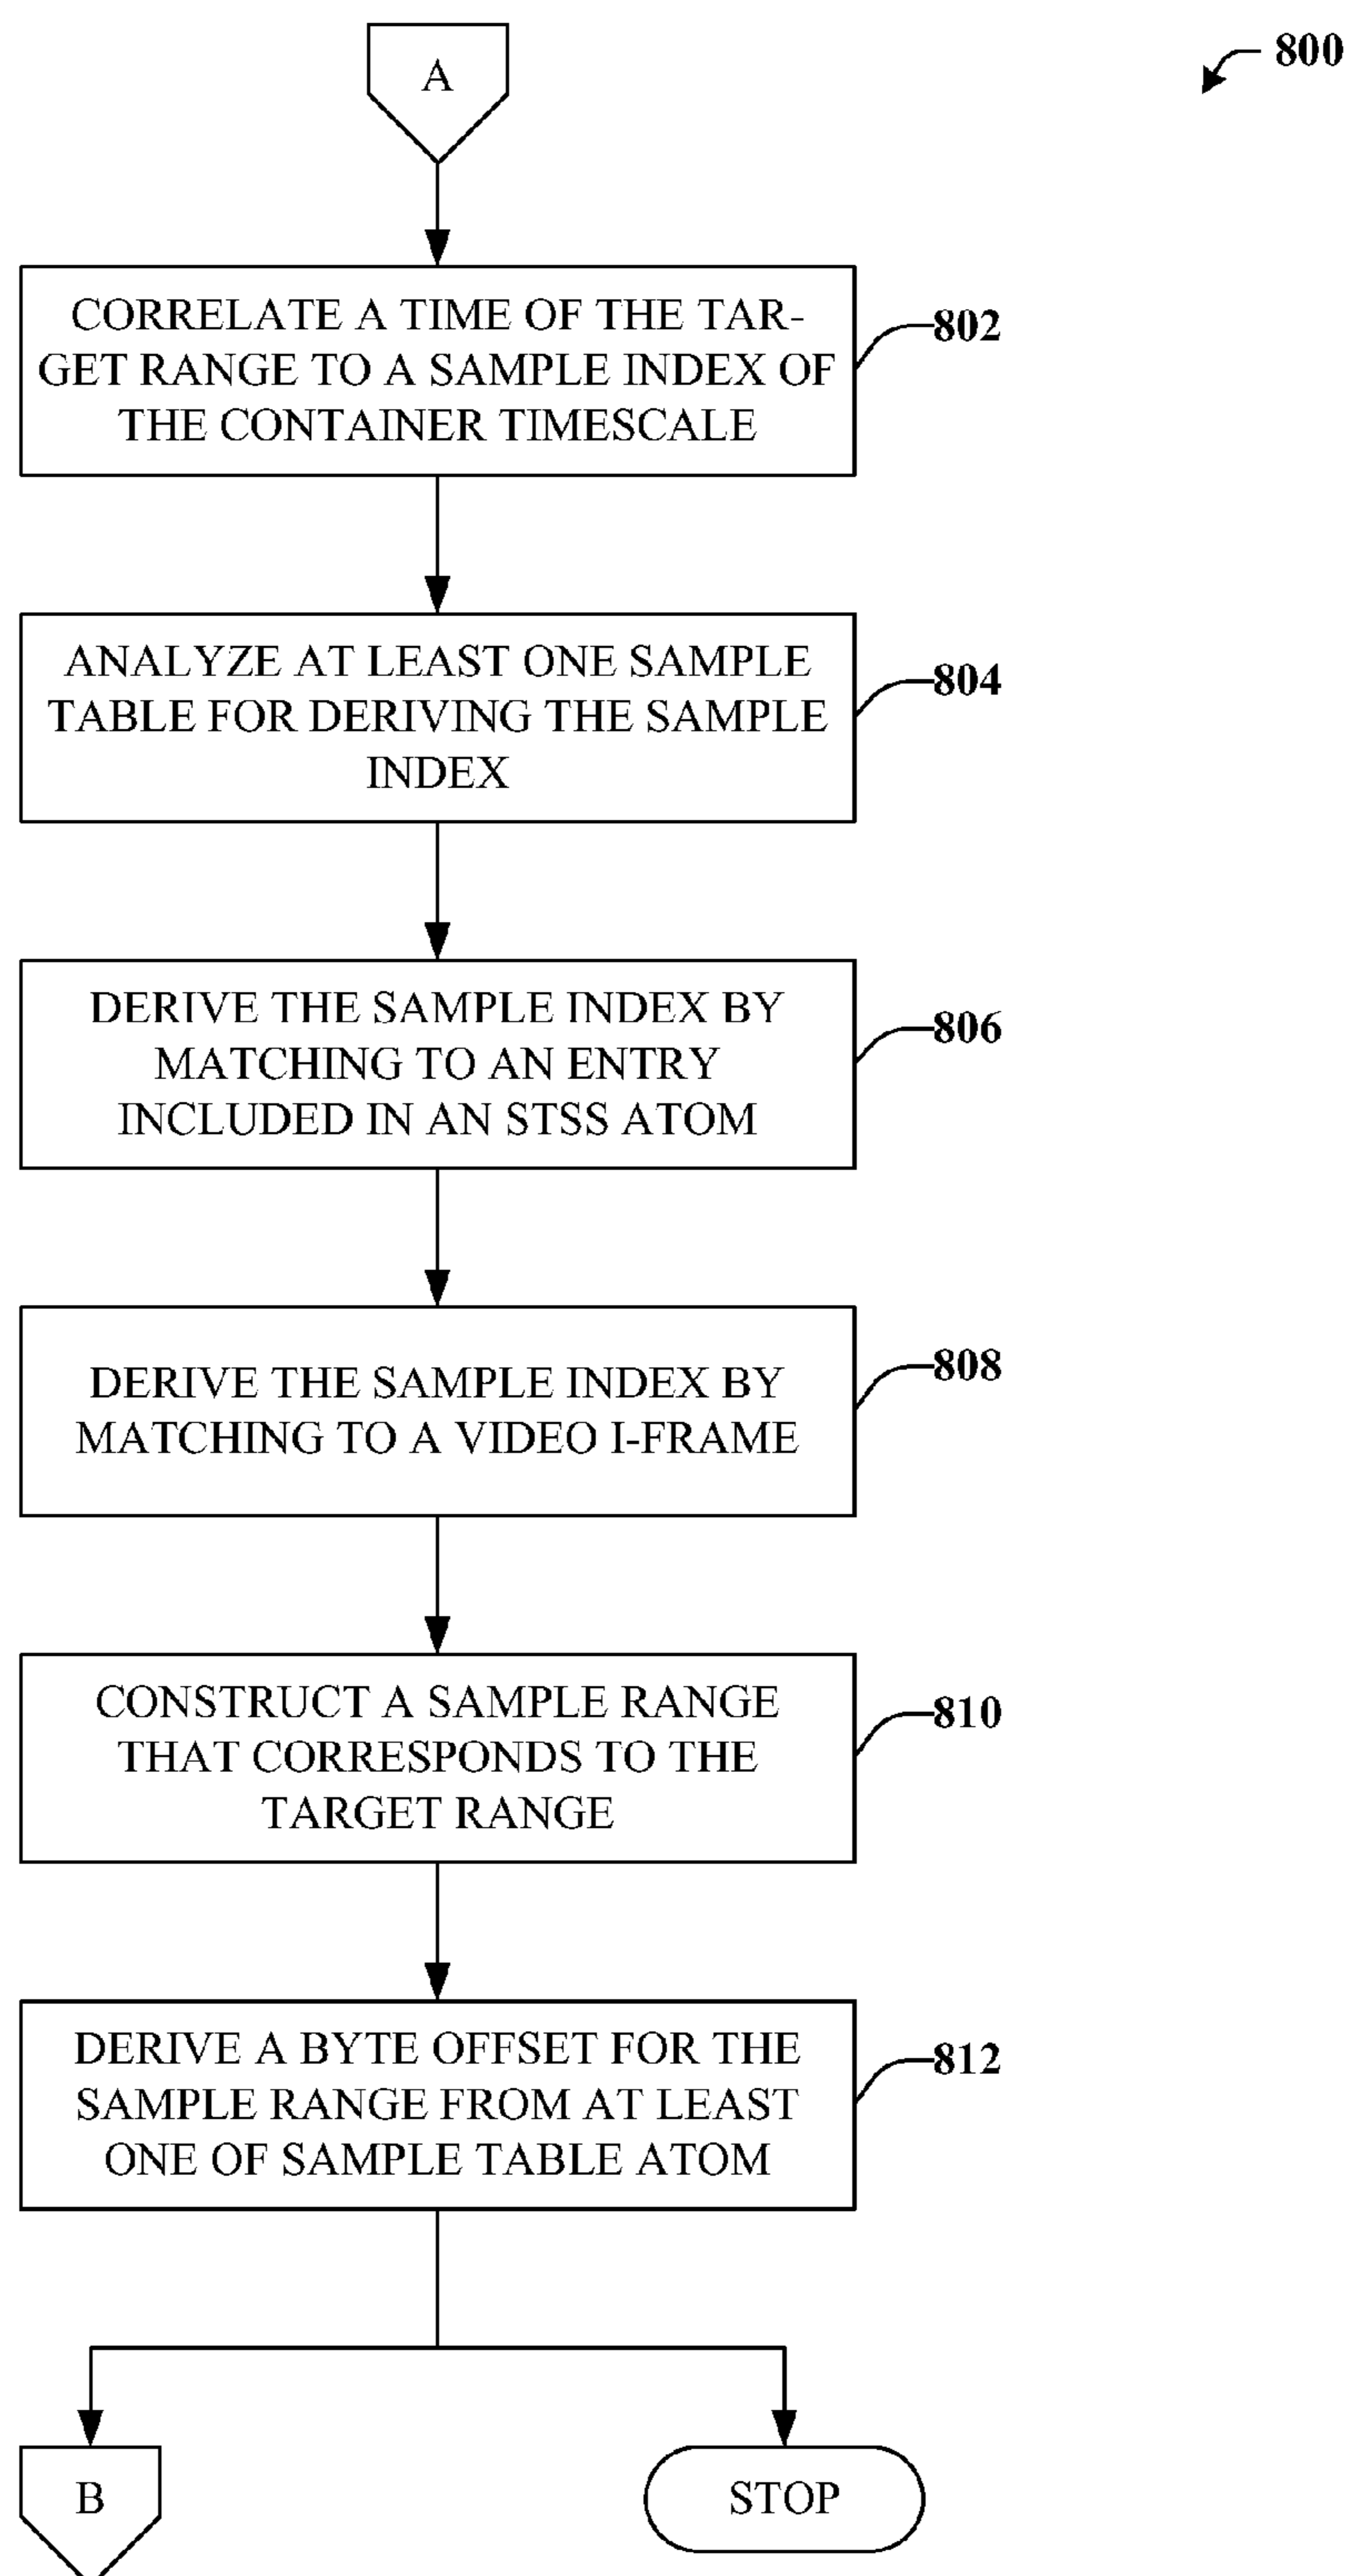 A
800
CORRELATE A TIME OF THE TAR-
GET RANGE TO A SAMPLE INDEX OF
THE CONTAINER TIMESCALE
802
ANALYZE AT LEAST ONE SAMPLE
TABLE FOR DERIVING THE SAMPLE
INDEX
804
DERIVE THE SAMPLE INDEX BY
MATCHING TO AN ENTRY
INCLUDED IN AN STSS ATOM
806
DERIVE THE SAMPLE INDEX BY
MATCHING TO A VIDEO I-FRAME
808
CONSTRUCT A SAMPLE RANGE
THAT CORRESPONDS TO THE
TARGET RANGE
810
DERIVE A BYTE OFFSET FOR THE
SAMPLE RANGE FROM AT LEAST
ONE OF SAMPLE TABLE ATOM
812
B
STOP